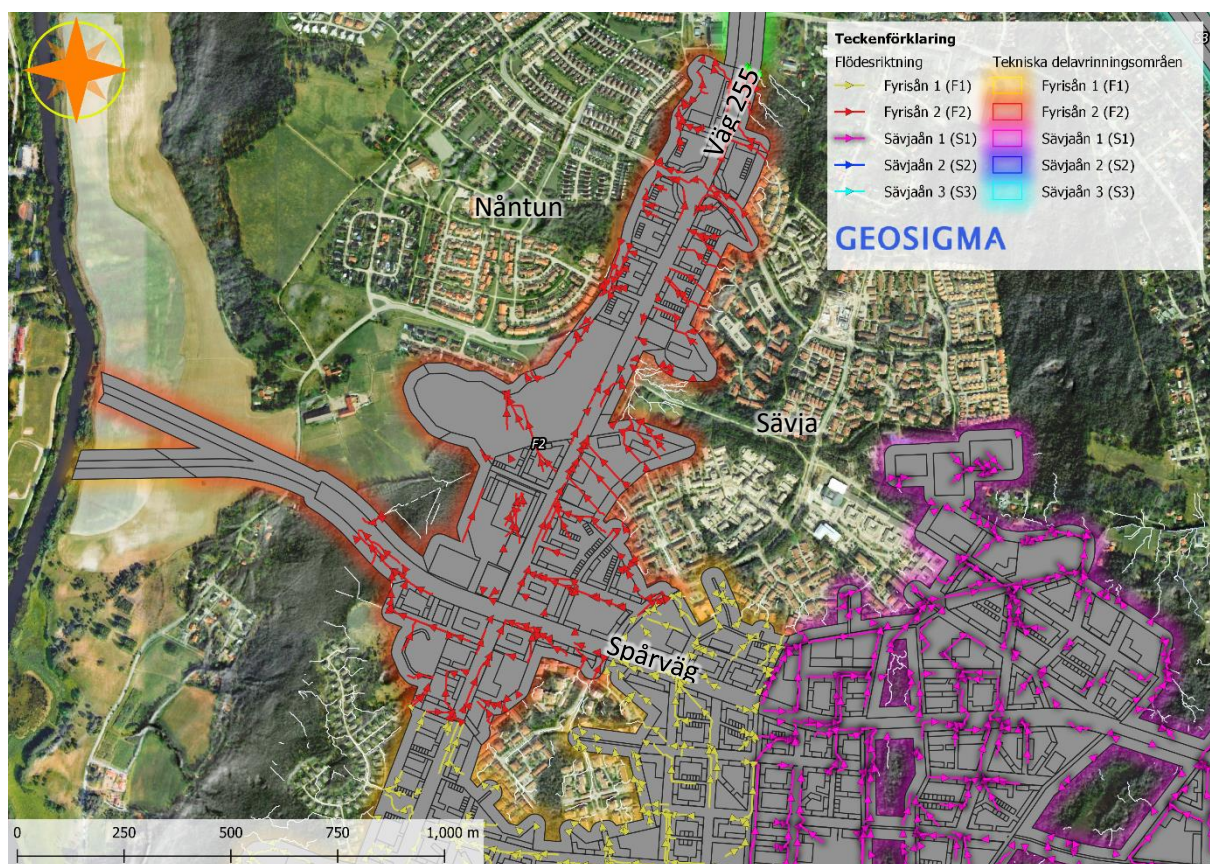 Teckenförklaring
Flödesriktning
Fyrisån 1 (F1)
Fyrisån 2 (F2)
Sävjaån 1 (S1)
Sävjaån 2 (S2)
Sävjaån 3 (S3)
Tekniska delavrinningsområden
Fyrisån 1 (F1)
Fyrisån 2 (F2)
Sävjaån 1 (S1)
Sävjaån 2 (S2)
Sävjaån 3 (S3)
GEOSIGMA
S3
Väg 255
Nåntun
Sävja
F2
Spårväg
0 250 500 750 1,000 m